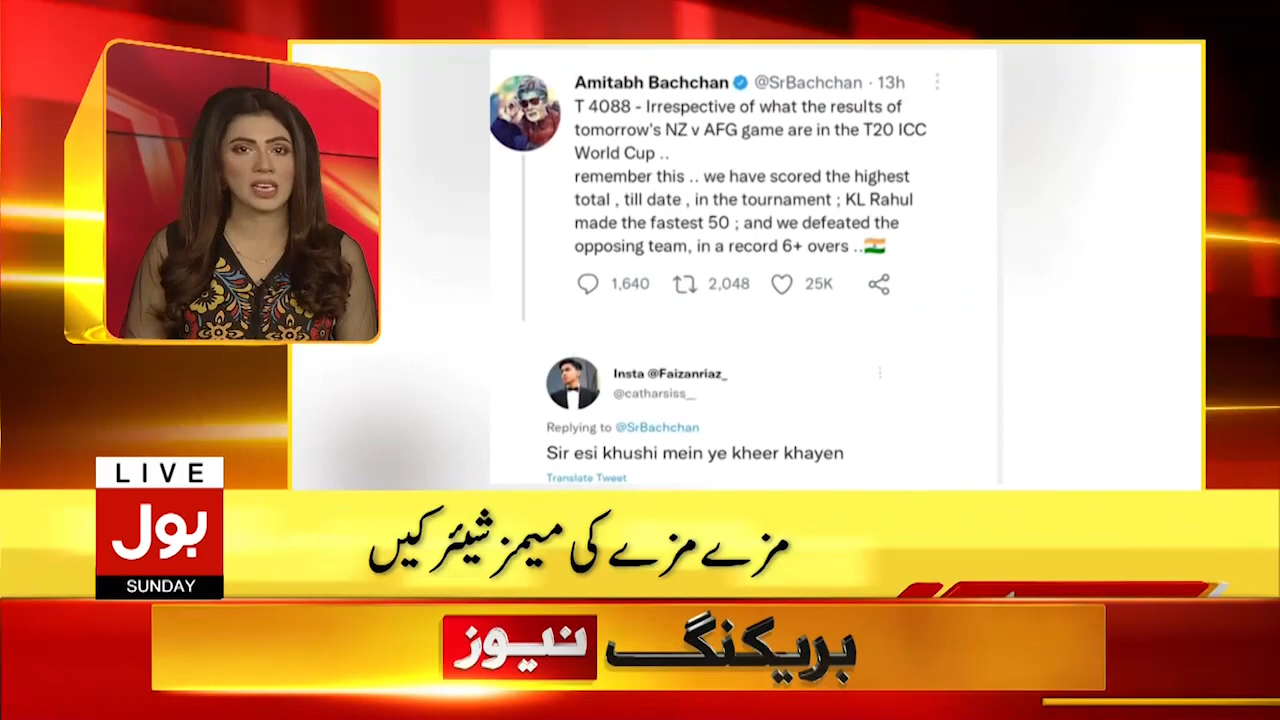 Amitabh Bachchan @SrBachchan · 13h
T 4088 - Irrespective of what the results of
tomorrow's NZ v AFG game are in the T20 ICC
World Cup ..
remember this .. we have scored the highest
total , till date , in the tournament ; KL Rahul
made the fastest 50 ; and we defeated the
opposing team, in a record 6+ overs ..🇮🇳
1,640 2,048 25K
Insta @Faizanriaz_
@catharsiss__
Replying to @SrBachchan
Sir esi khushi mein ye kheer khayen
Translate Tweet
LIVE
بول
SUNDAY
مزے مزے کی میمز شیئر کیں
بریکنگ نیوز